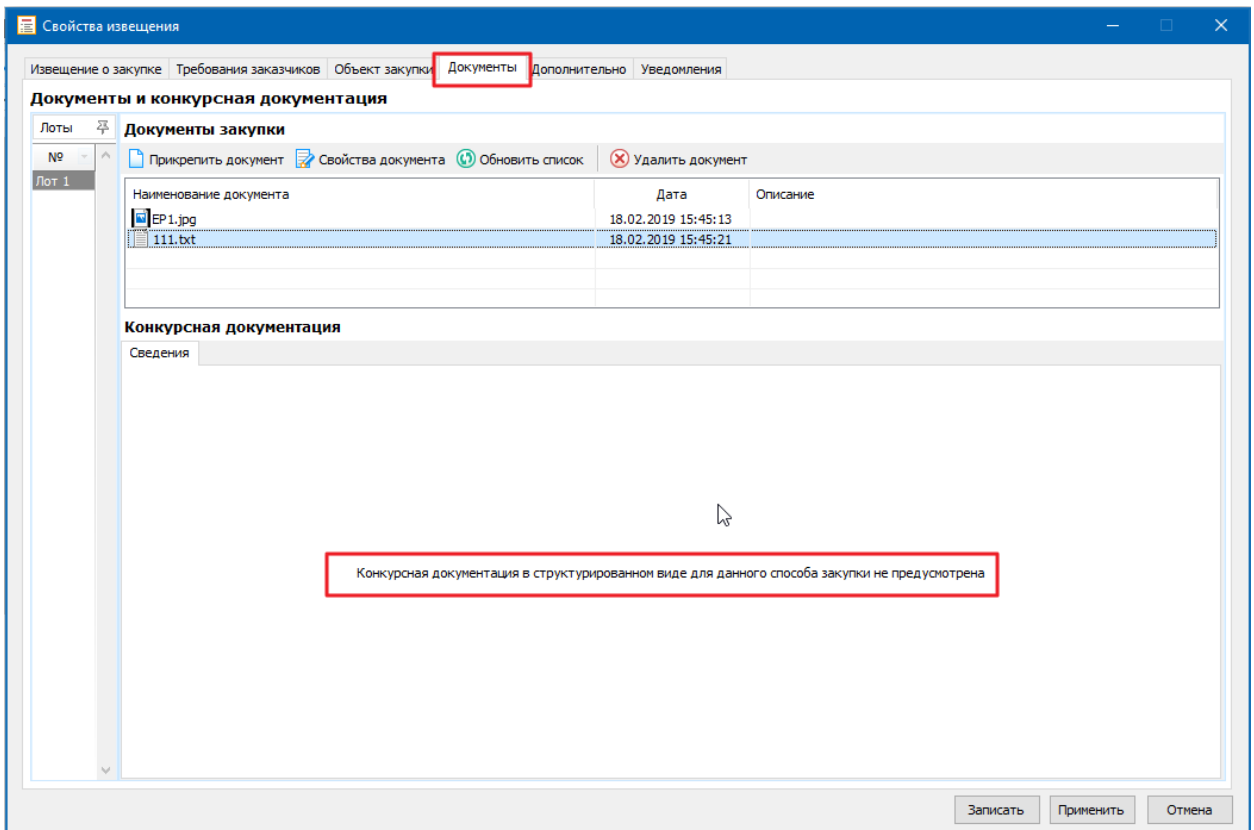 Свойства извещения
Извещение о закупке Требования заказчиков Объект закупки Документы Дополнительно Уведомления
Документы и конкурсная документация
Лоты
№
Лот 1
Документы закупки
Прикрепить документ Свойства документа Обновить список Удалить документ
Наименование документа Дата Описание
EP1.jpg 18.02.2019 15:45:13
111.txt 18.02.2019 15:45:21
Конкурсная документация
Сведения
Конкурсная документация в структурированном виде для данного способа закупки не предусмотрена
Записать Применить Отмена